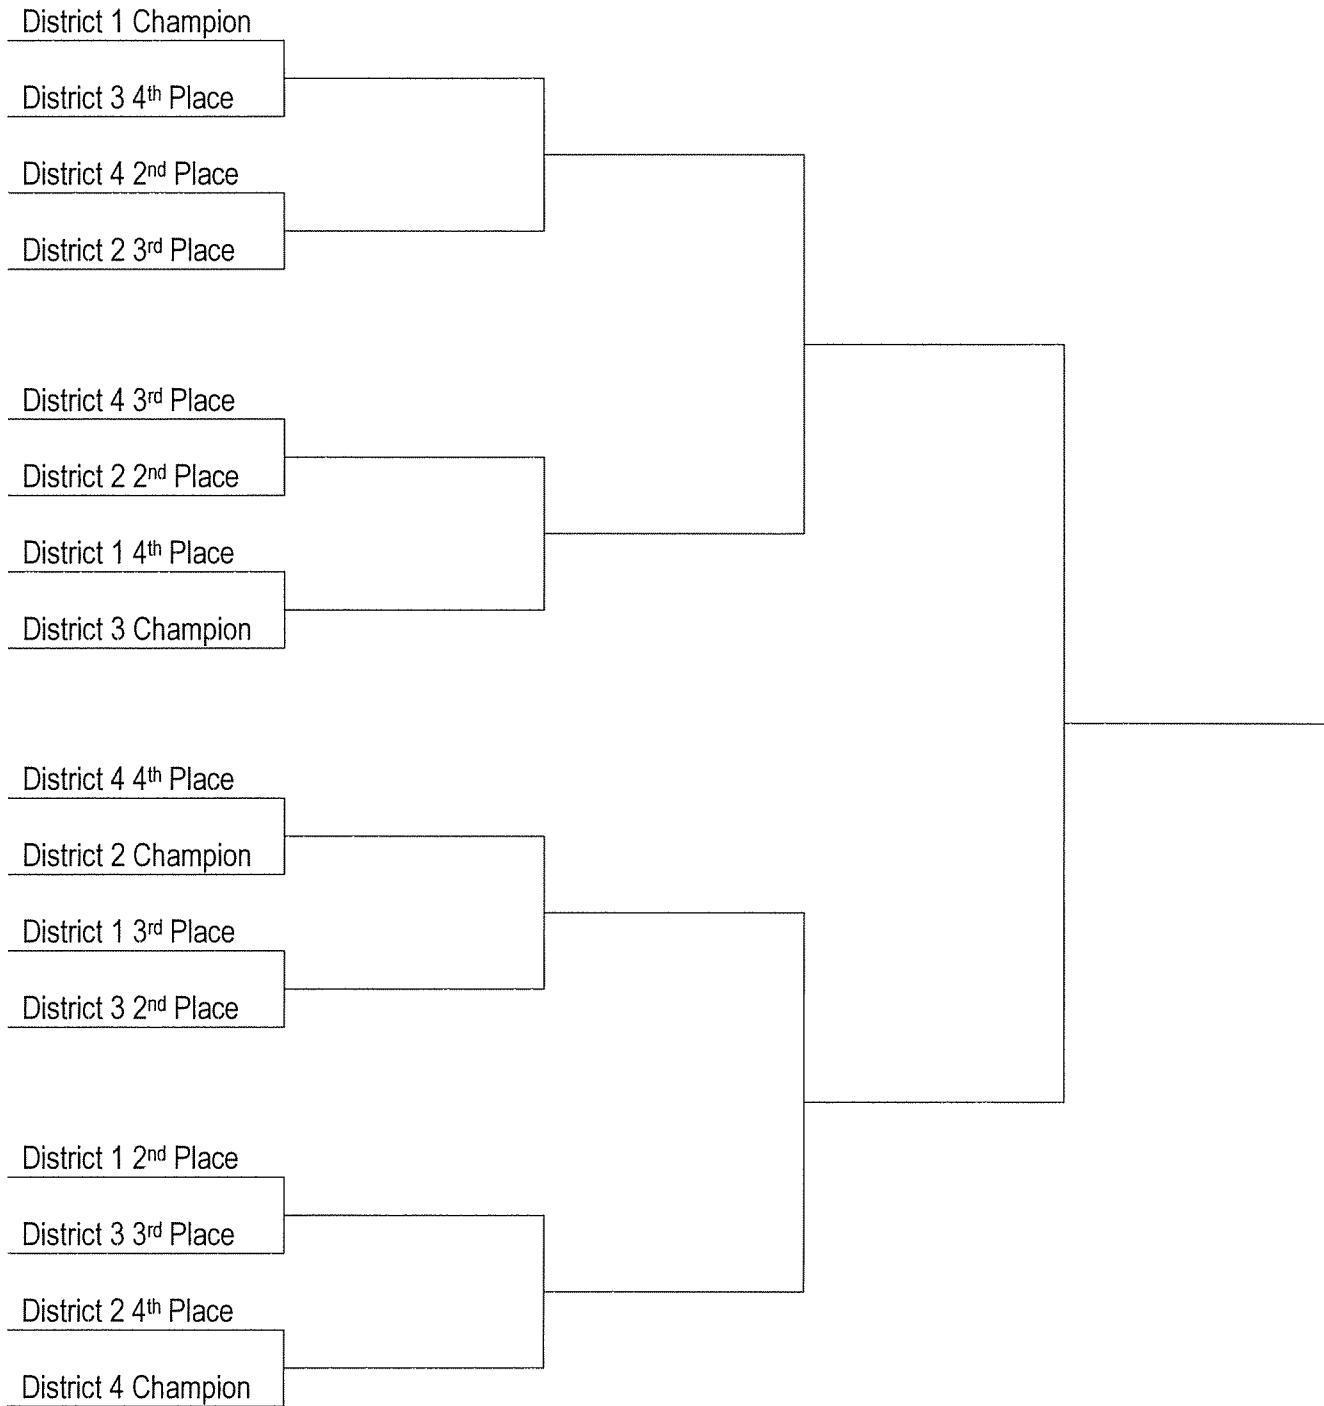 District 1 Champion
District 3 4th Place
District 4 2nd Place
District 2 3rd Place
District 4 3rd Place
District 2 2nd Place
District 1 4th Place
District 3 Champion
District 4 4th Place
District 2 Champion
District 1 3rd Place
District 3 2nd Place
District 1 2nd Place
District 3 3rd Place
District 2 4th Place
District 4 Champion